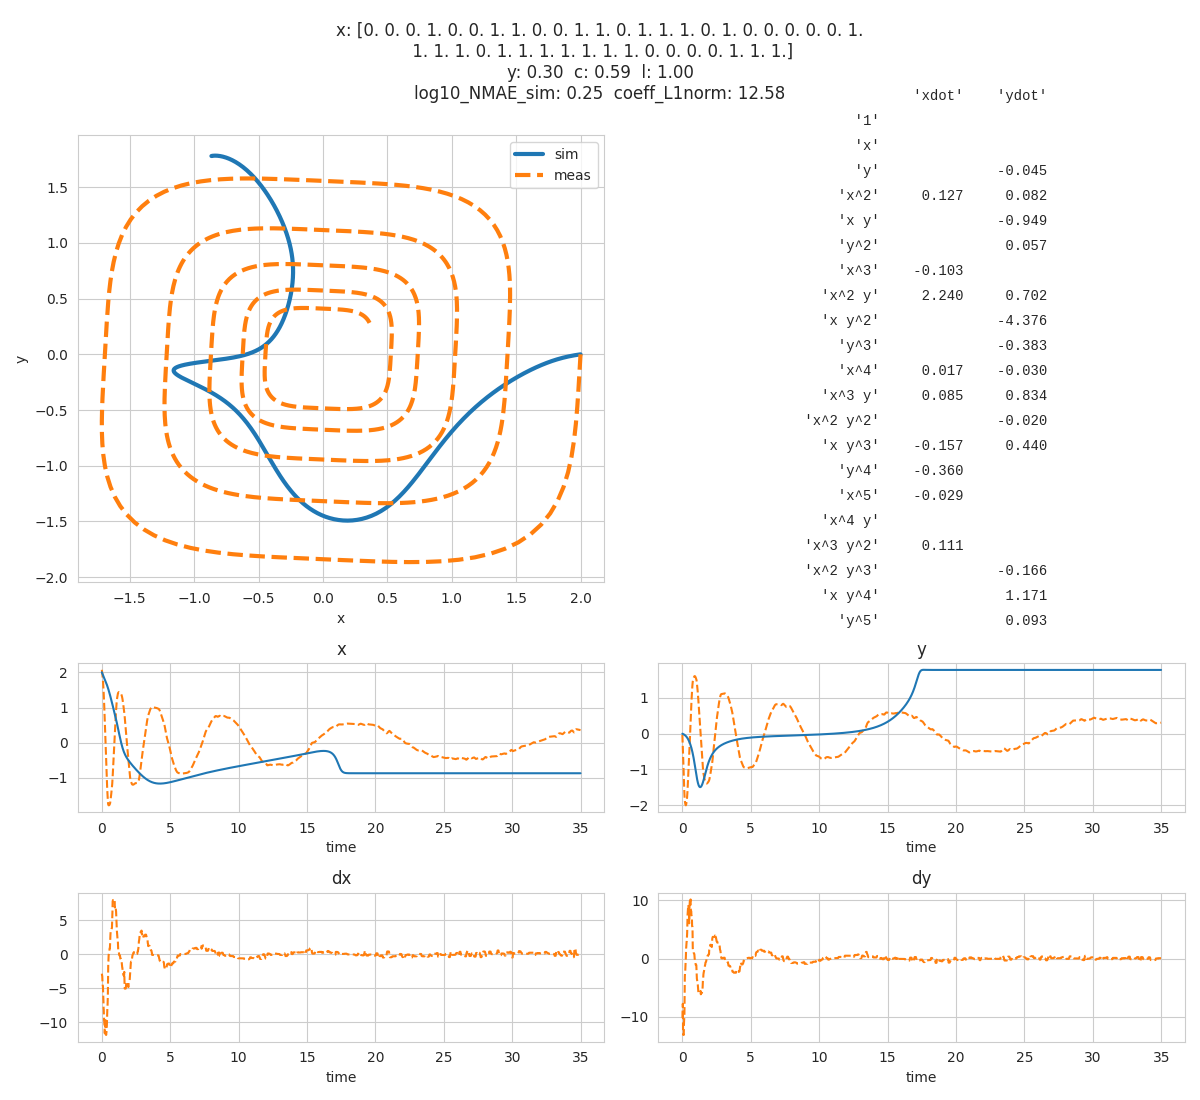 x: [0. 0. 0. 1. 0. 0. 1. 1. 0. 0. 1. 1. 0. 1. 1. 1. 0. 1. 0. 0. 0. 0. 0. 1.
1. 1. 1. 0. 1. 1. 1. 1. 1. 1. 1. 0. 0. 0. 0. 1. 1. 1.]
y: 0.30 c: 0.59 l: 1.00
log10_NMAE_sim: 0.25 coeff_L1norm: 12.58
'xdot' 'ydot'
'1'
'x'
'y' -0.045
'x^2' 0.127 0.082
'x y' -0.949
'y^2' 0.057
'x^3' -0.103
'x^2 y' 2.240 0.702
'x y^2' -4.376
'y^3' -0.383
'x^4' 0.017 -0.030
'x^3 y' 0.085 0.834
'x^2 y^2' -0.020
'x y^3' -0.157 0.440
'y^4' -0.360
'x^5' -0.029
'x^4 y'
'x^3 y^2' 0.111
'x^2 y^3' -0.166
'x y^4' 1.171
'y^5' 0.093
sim
meas
1.5
1.0
0.5
0.0
−0.5
−1.0
−1.5
−2.0
y
−1.5 −1.0 −0.5 0.0 0.5 1.0 1.5 2.0
x
x
2
1
0
−1
0 5 10 15 20 25 30 35
time
y
1
0
−1
−2
0 5 10 15 20 25 30 35
time
dx
5
0
−5
−10
0 5 10 15 20 25 30 35
time
dy
10
0
−10
0 5 10 15 20 25 30 35
time